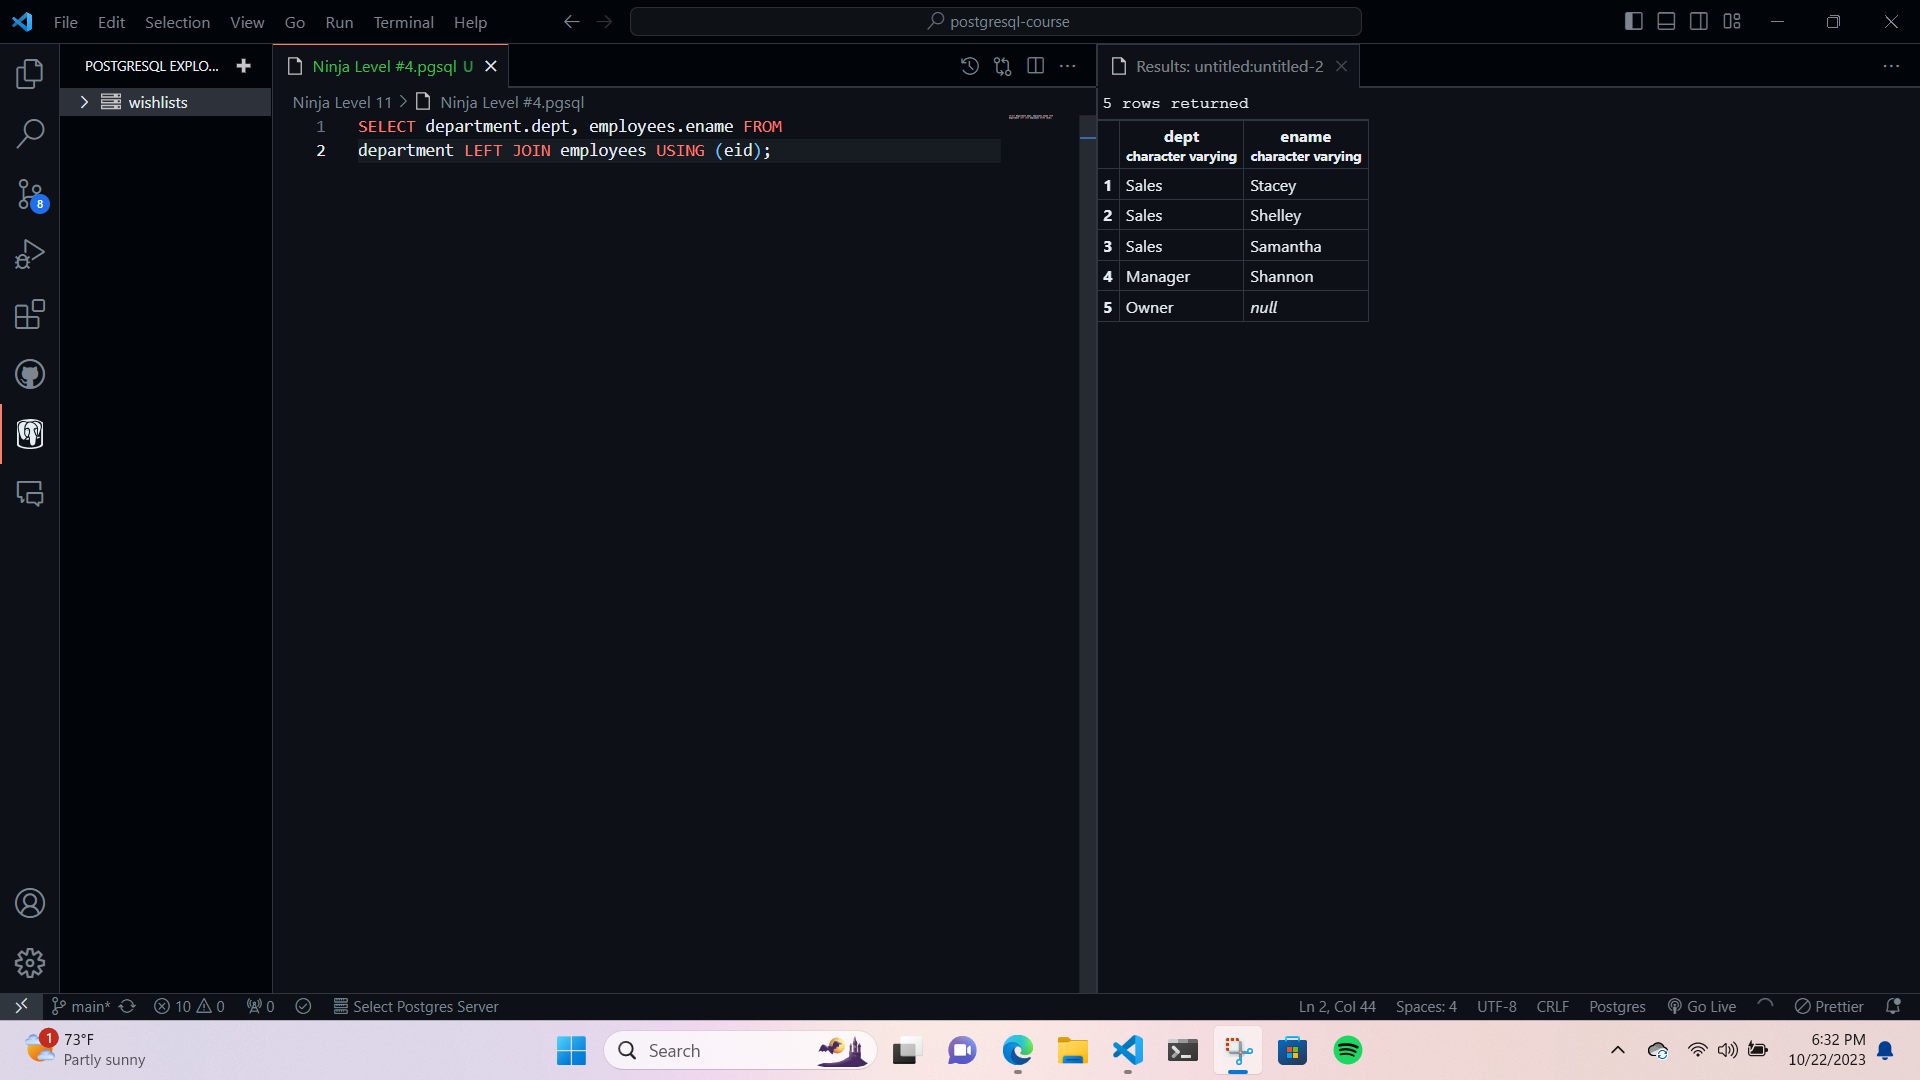 File Edit Selection View Go Run Terminal Help
postgresql-course
POSTGRESQL EXPLO...
Ninja Level #4.pgsql U
Results: untitled:untitled-2
wishlists
Ninja Level 11 > Ninja Level #4.pgsql
1 SELECT department.dept, employees.ename FROM
2 department LEFT JOIN employees USING (eid);
5 rows returned
dept ename
character varying character varying
1 Sales Stacey
2 Sales Shelley
3 Sales Samantha
4 Manager Shannon
5 Owner null
8
main* 10 0 0 Select Postgres Server
Ln 2, Col 44 Spaces: 4 UTF-8 CRLF Postgres Go Live Prettier
1
73°F
Partly sunny
Search
6:32 PM
10/22/2023